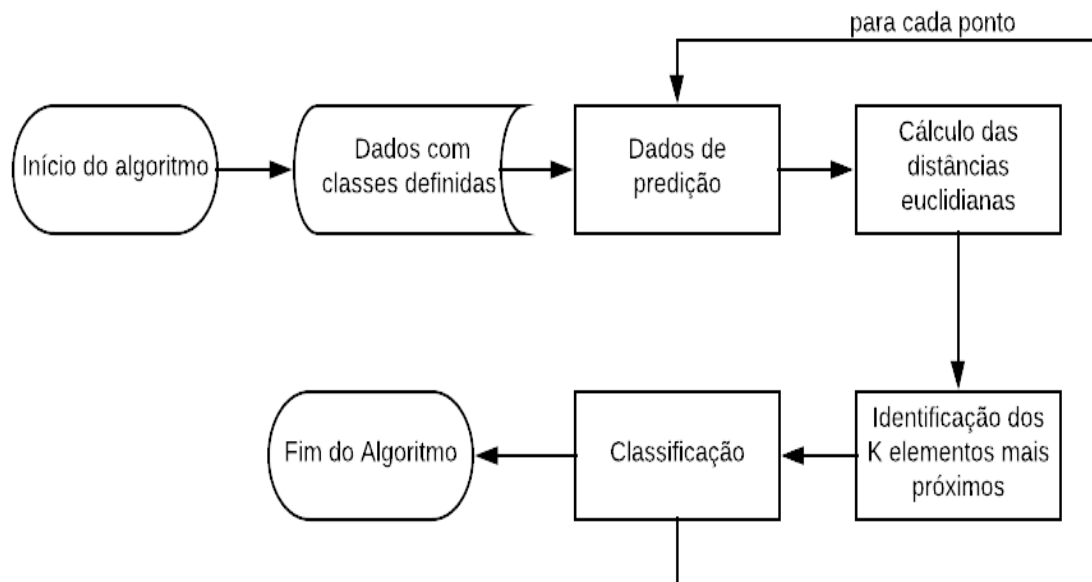 para cada ponto
Início do algoritmo
Dados com
classes definidas
Dados de
predição
Cálculo das
distâncias
euclidianas
Identificação dos
K elementos mais
próximos
Classificação
Fim do Algoritmo